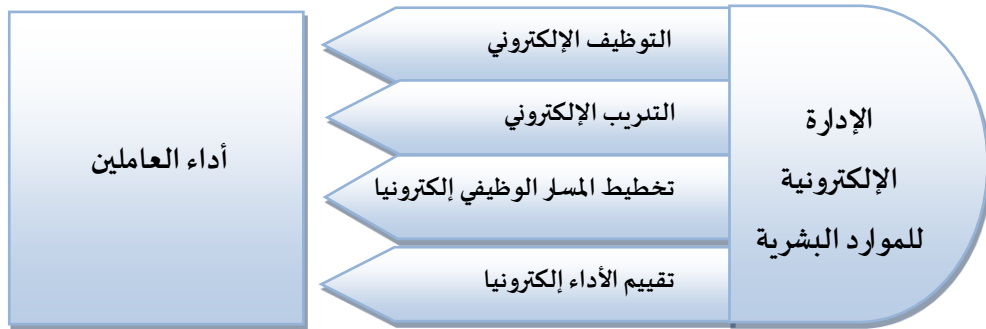 الإدارة
الإلكترونية
للموارد البشرية
التوظيف الإلكتروني
التدريب الإلكتروني
تخطيط المسار الوظيفي إلكترونيا
تقييم الأداء إلكترونيا
أداء العاملين